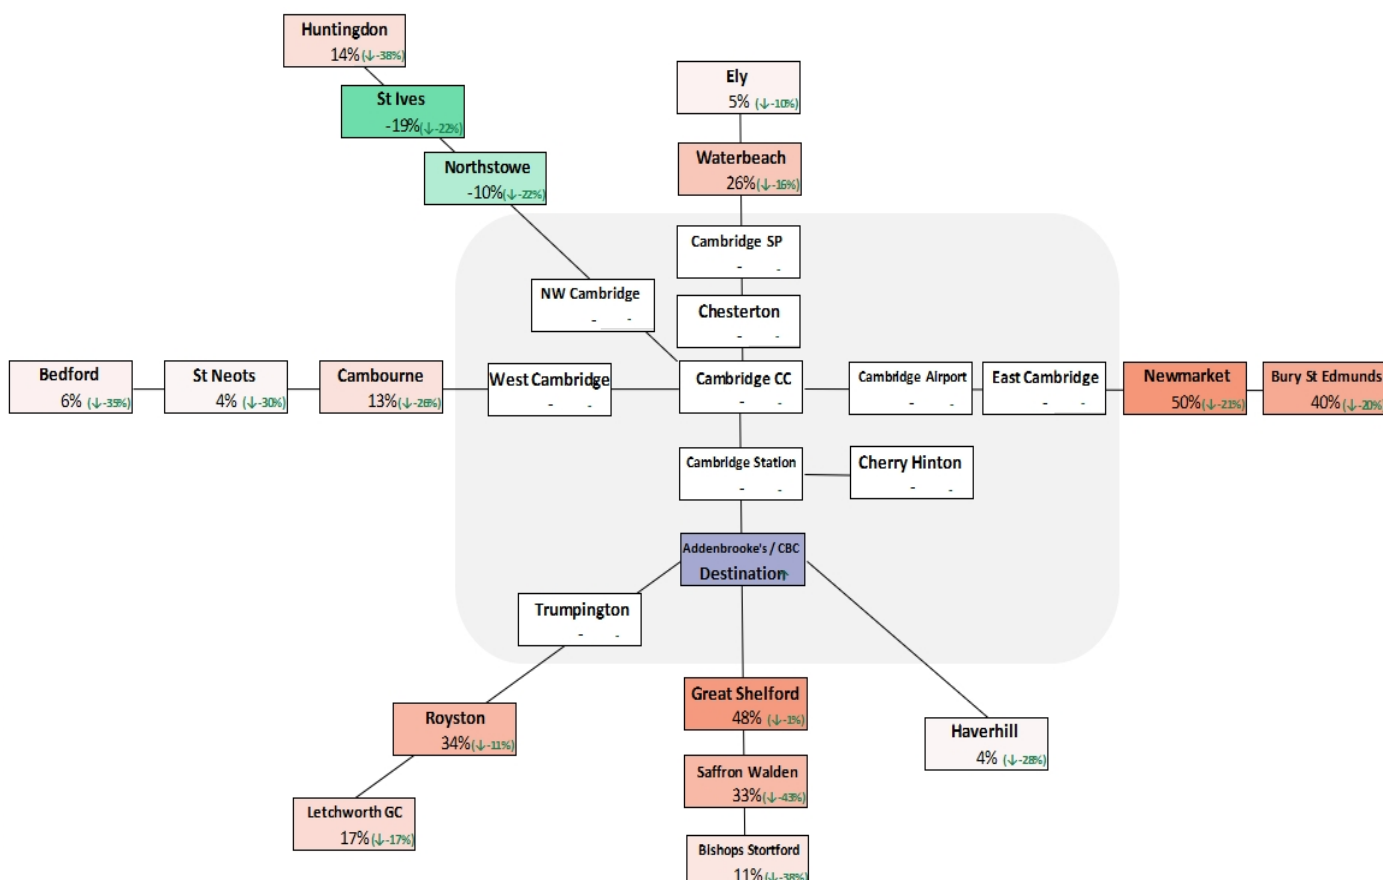 Huntingdon
14%(↓-38%)
St Ives
-19%(↓-22%)
Northstowe
-10%(↓-22%)
Ely
5% (↓-10%)
Waterbeach
26%(↓-16%)
Cambridge SP
- -
NW Cambridge
- -
Chesterton
- -
Bedford
6% (↓-35%)
St Neots
4% (↓-30%)
Cambourne
13%(↓-26%)
West Cambridge
- -
Cambridge CC
- -
Cambridge Airport
- -
East Cambridge
- -
Newmarket
50%(↓-21%)
Bury St Edmunds
40%(↓-20%)
Cambridge Station
- -
Cherry Hinton
- -
Addenbrooke's / CBC
Destination↑
Trumpington
- -
Royston
34%(↓-11%)
Letchworth GC
17%(↓-17%)
Great Shelford
48% (↓-1%)
Saffron Walden
33%(↓-43%)
Bishops Stortford
11%(↓-38%)
Haverhill
4% (↓-28%)